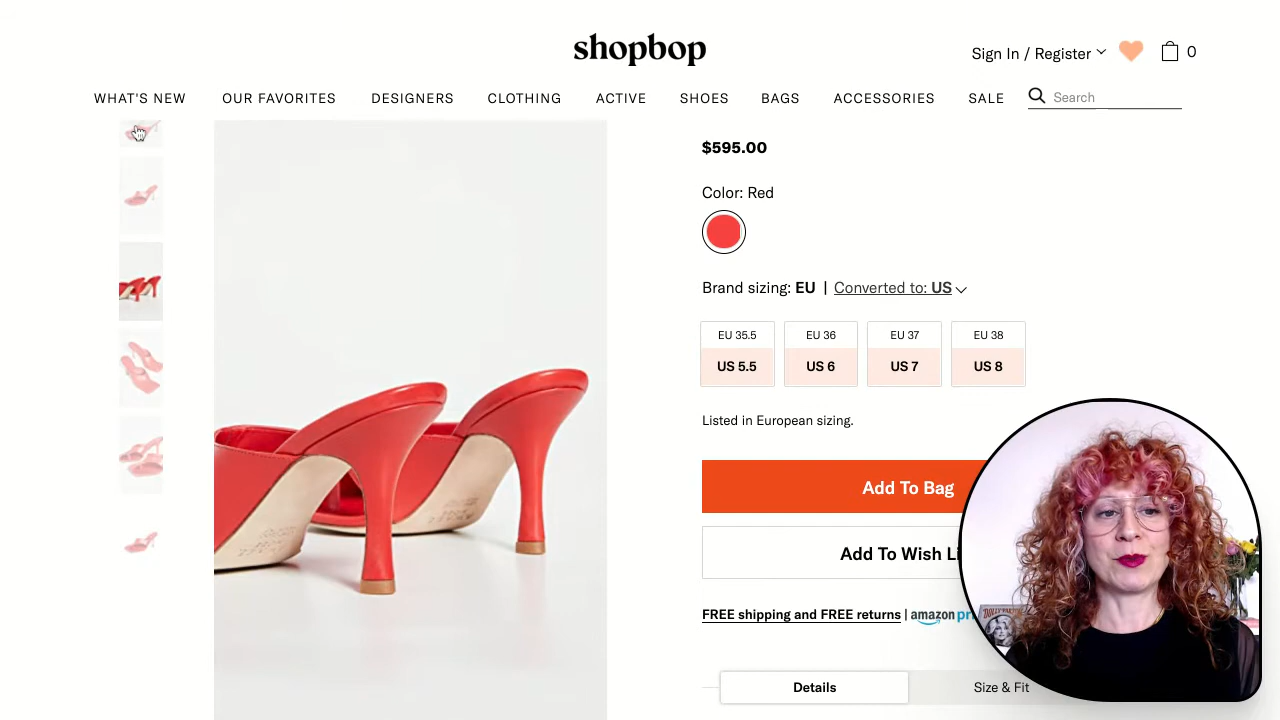 shopbop
Sign In / Register
0
WHAT'S NEW
OUR FAVORITES
DESIGNERS
CLOTHING
ACTIVE
SHOES
BAGS
ACCESSORIES
SALE
Search
$595.00
Color: Red
Brand sizing: EU | Converted to: US
EU 35.5
US 5.5
EU 36
US 6
EU 37
US 7
EU 38
US 8
Listed in European sizing.
Add To Bag
Add To Wish Li
FREE shipping and FREE returns | amazon pri
DOLLY PARTON
Details
Size & Fit